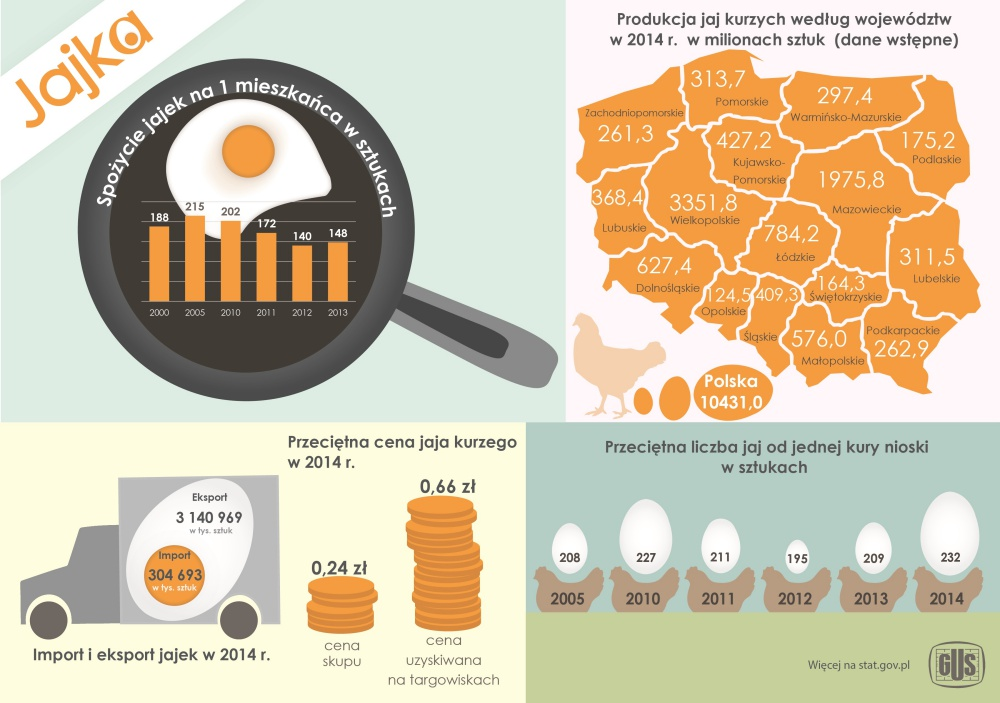 Jajka
Spożycie jajek na 1 mieszkańca w sztukach
188
215
202
172
140
148
2000
2005
2010
2011
2012
2013
Produkcja jaj kurzych według województw
w 2014 r. w milionach sztuk (dane wstępne)
313,7
Pomorskie
297,4
Warmińsko-Mazurskie
Zachodniopomorskie
261,3
427,2
Kujawsko-
Pomorskie
175,2
Podlaskie
368,4
Lubuskie
3351,8
Wielkopolskie
1975,8
Mazowieckie
784,2
Łódzkie
627,4
Dolnośląskie
311,5
Lubelskie
124,5
Opolskie
409,3
Śląskie
164,3
Świętokrzyskie
576,0
Małopolskie
Podkarpackie
262,9
Polska
10431,0
Eksport
3 140 969
w tys. sztuk
Import
304 693
w tys. sztuk
Import i eksport jajek w 2014 r.
Przeciętna cena jaja kurzego
w 2014 r.
0,24 zł
cena
skupu
0,66 zł
cena
uzyskiwana
na targowiskach
Przeciętna liczba jaj od jednej kury nioski
w sztukach
208
227
211
195
209
232
2005
2010
2011
2012
2013
2014
Więcej na stat.gov.pl
GUS